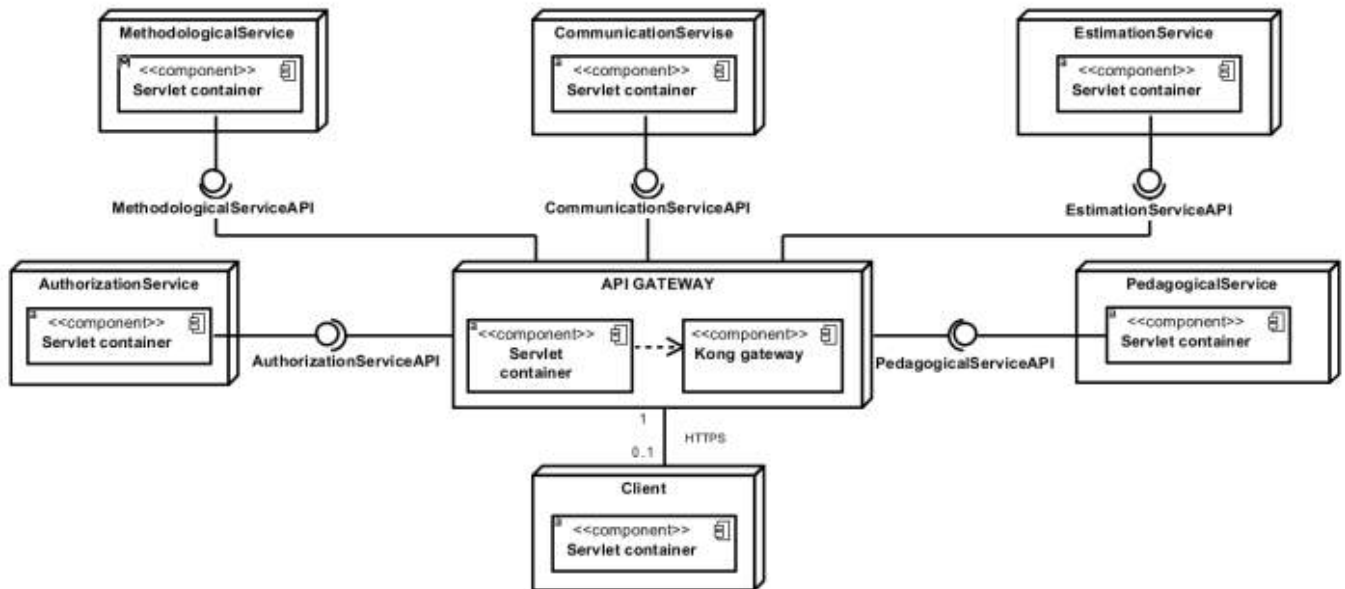 MethodologicalService
<<component>>
Servlet container
CommunicationServise
<<component>>
Servlet container
EstimationService
<<component>>
Servlet container
MethodologicalServiceAPI
CommunicationServiceAPI
EstimationServiceAPI
AuthorizationService
<<component>>
Servlet container
AuthorizationServiceAPI
API GATEWAY
<<component>>
Servlet
container
<<component>>
Kong gateway
PedagogicalServiceAPI
PedagogicalService
<<component>>
Servlet container
1
HTTPS
0.1
Client
<<component>>
Servlet container